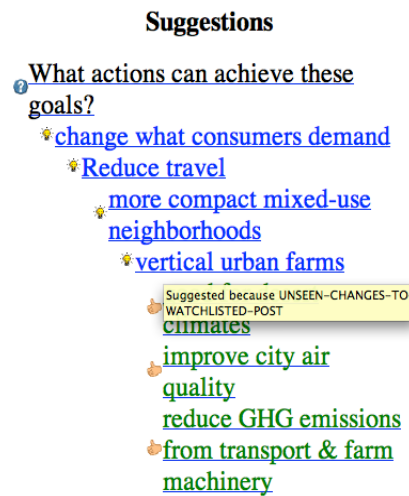 Suggestions
What actions can achieve these
goals?
change what consumers demand
Reduce travel
more compact mixed-use
neighborhoods
vertical urban farms
Suggested because UNSEEN-CHANGES-TO
WATCHLISTED-POST
climates
improve city air
quality
reduce GHG emissions
from transport & farm
machinery